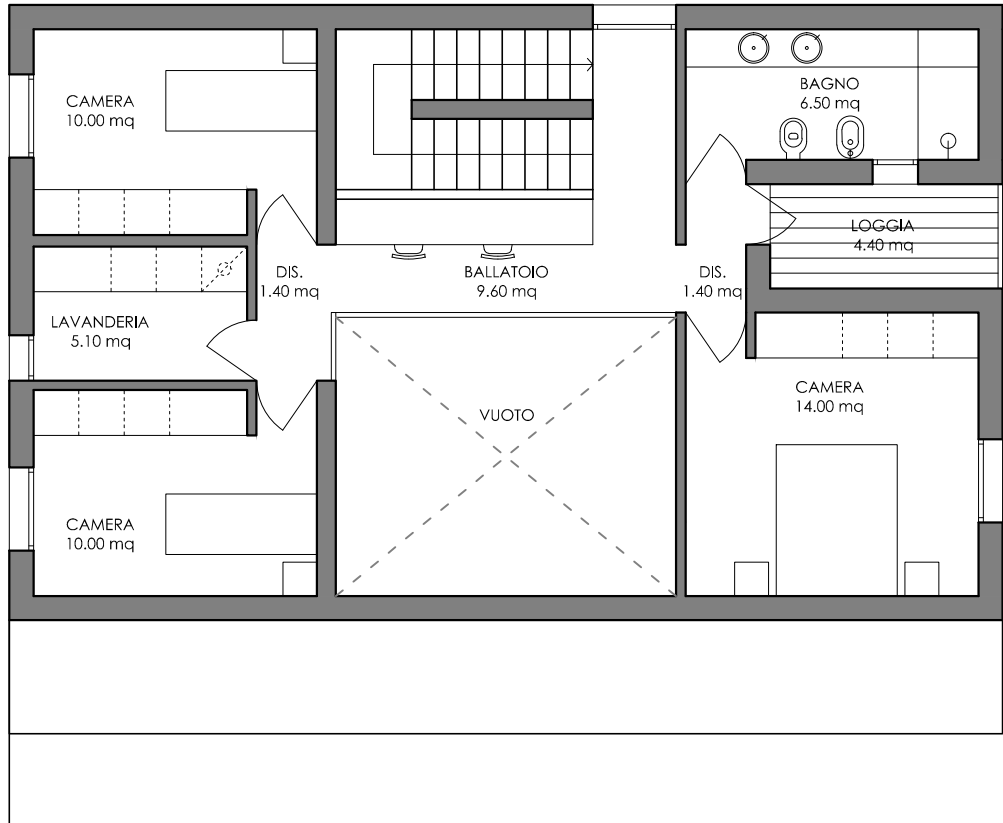 CAMERA
10.00 mq
BAGNO
6.50 mq
LOGGIA
4.40 mq
DIS.
1.40 mq
BALLATOIO
9.60 mq
DIS.
1.40 mq
LAVANDERIA
5.10 mq
CAMERA
14.00 mq
VUOTO
CAMERA
10.00 mq